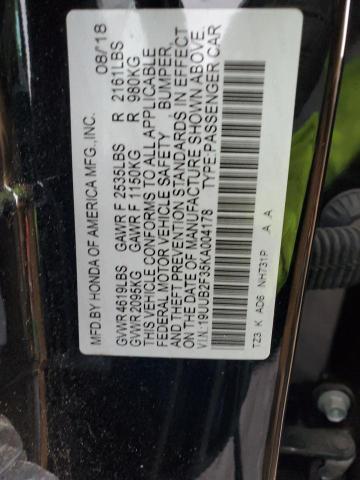 MFD.BY HONDA OF AMERICA MFG.,INC. 08/18
GVWR 4619LBS GAWR F 2535LBS R 2161LBS
GVWR 2095KG GAWR F 1150KG R 980KG
THIS VEHICLE CONFORMS TO ALL APPLICABLE
FEDERAL MOTOR VEHICLE SAFETY BUMPER,
AND THEFT PREVENTION STANDARDS IN EFFECT
ON THE DATE OF MANUFACTURE SHOWN ABOVE.
V.I.N.:19UUB2F35KA004178 TYPE:PASSENGER CAR
TZ3 K AD6 NH731P A A